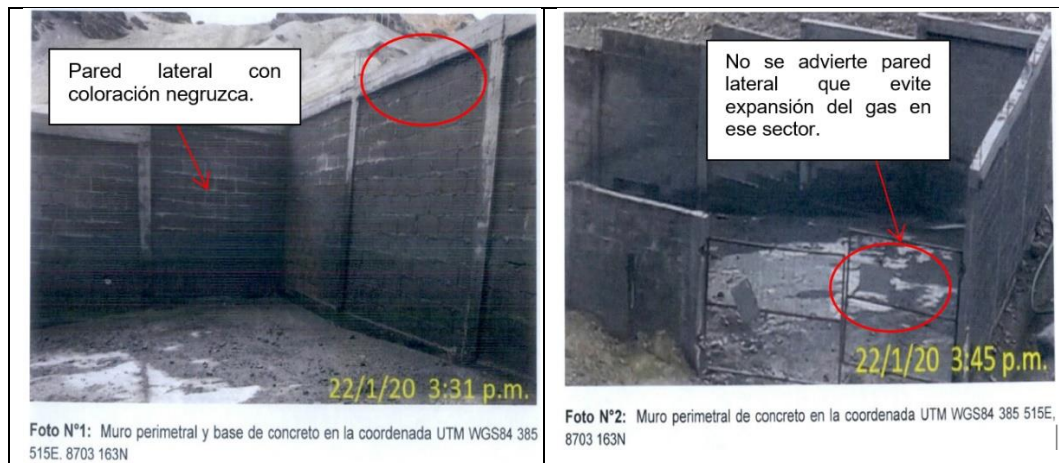 Pared lateral con
coloración negruzca.
22/1/20 3:31 p.m.
Foto N°1: Muro perimetral y base de concreto en la coordenada UTM WGS84 385
515E. 8703 163N
No se advierte pared
lateral que evite
expansión del gas en
ese sector.
22/1/20 3:45 p.m.
Foto N°2: Muro perimetral de concreto en la coordenada UTM WGS84 385 515E,
8703 163N